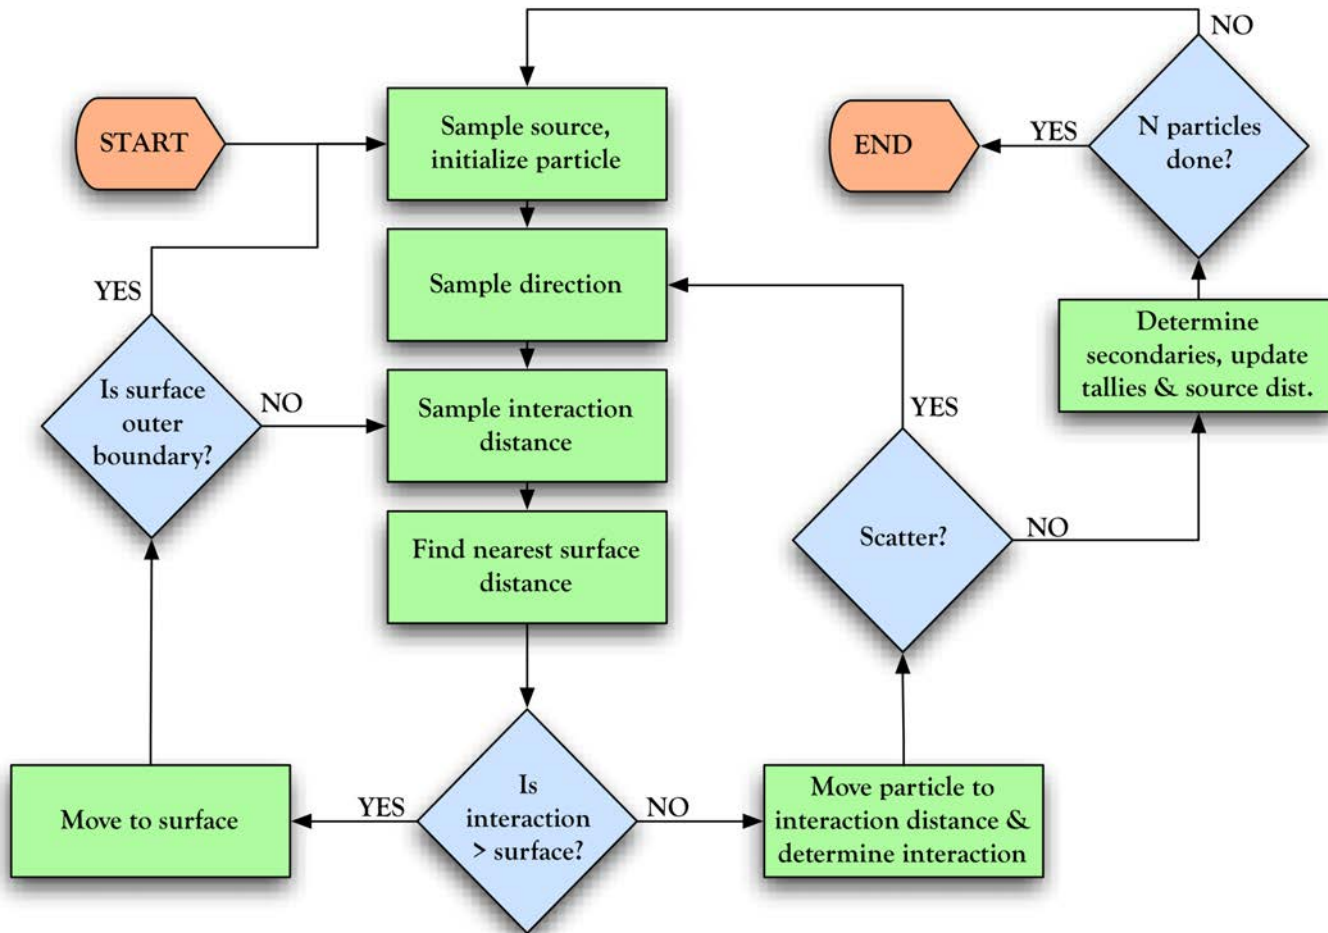 NO
START
Sample source,
initialize particle
END
YES
N particles
done?
YES
Sample direction
Determine
secondaries, update
tallies & source dist.
Is surface
outer
boundary?
NO
Sample interaction
distance
YES
Find nearest surface
distance
Scatter?
NO
Move to surface
YES
Is
interaction
> surface?
NO
Move particle to
interaction distance &
determine interaction